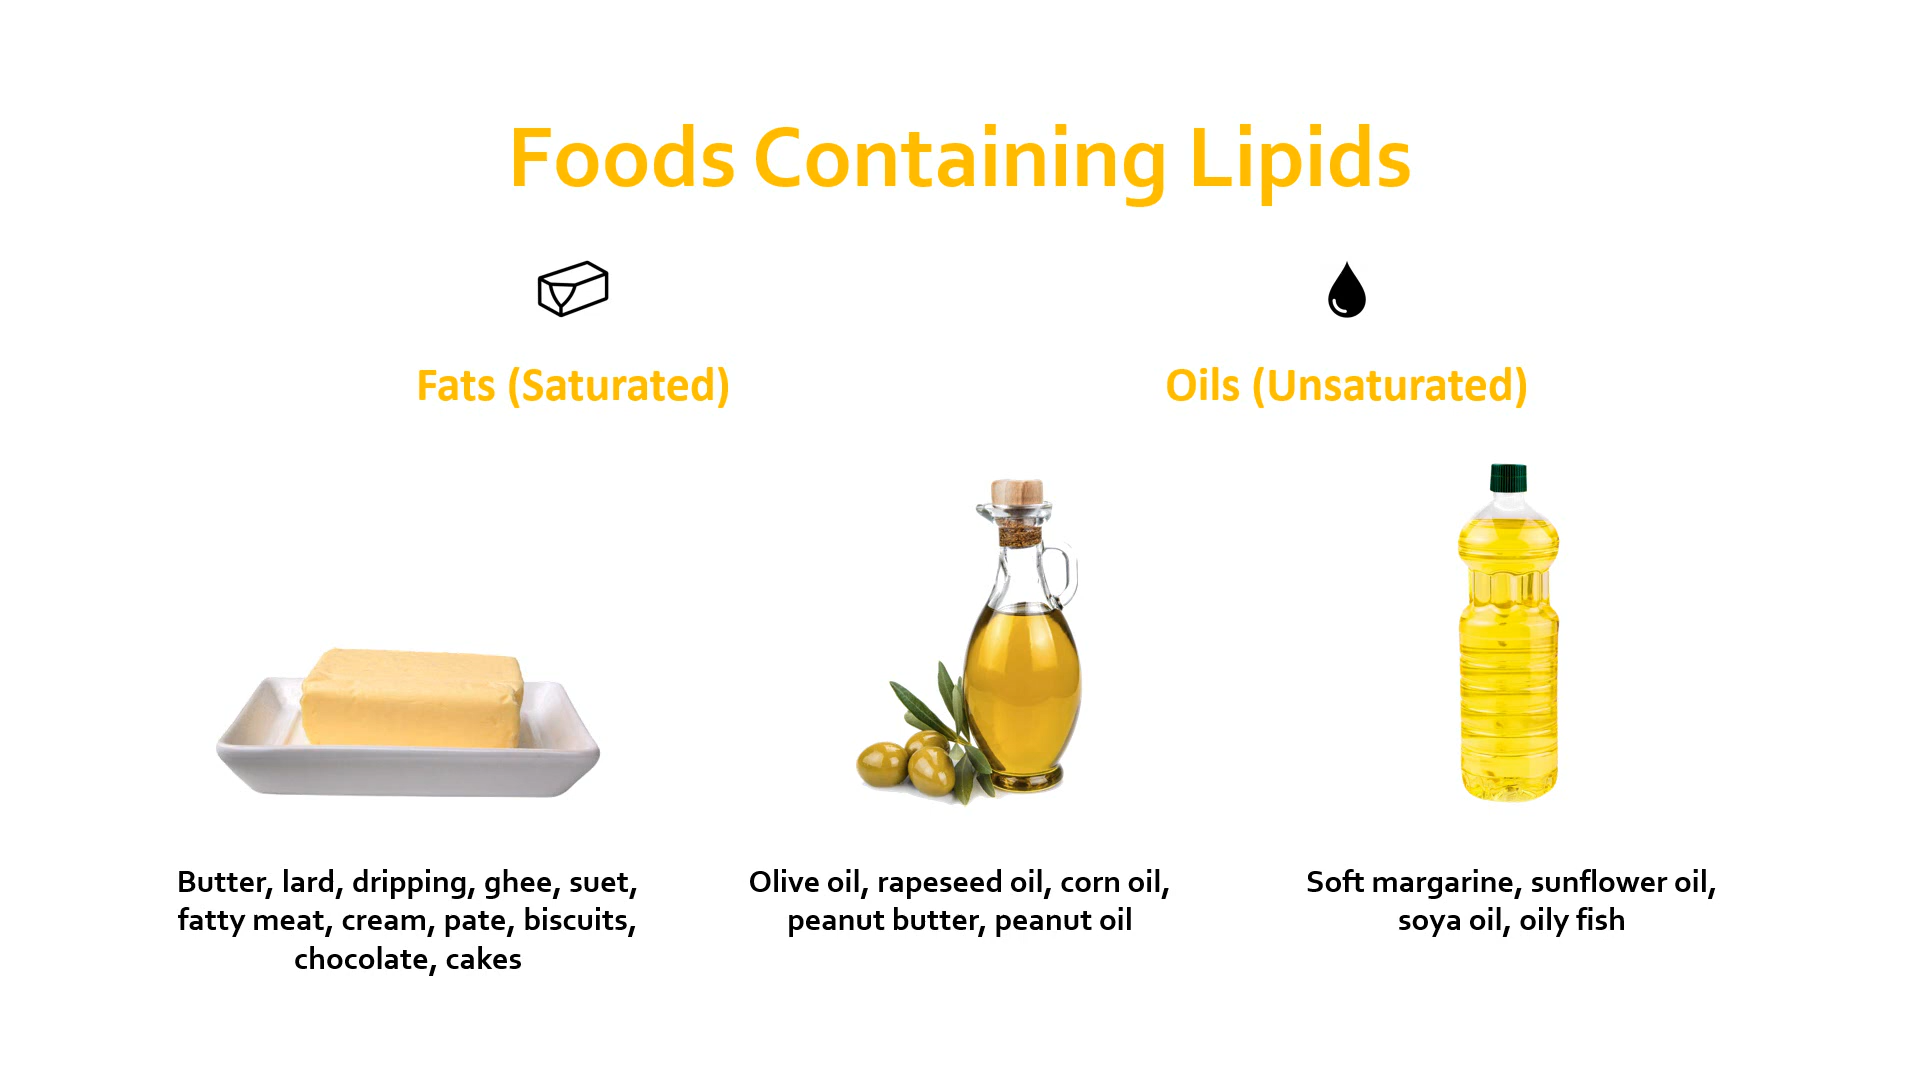 Foods Containing Lipids
Fats (Saturated)
Oils (Unsaturated)
Butter, lard, dripping, ghee, suet,
fatty meat, cream, pate, biscuits,
chocolate, cakes
Olive oil, rapeseed oil, corn oil,
peanut butter, peanut oil
Soft margarine, sunflower oil,
soya oil, oily fish